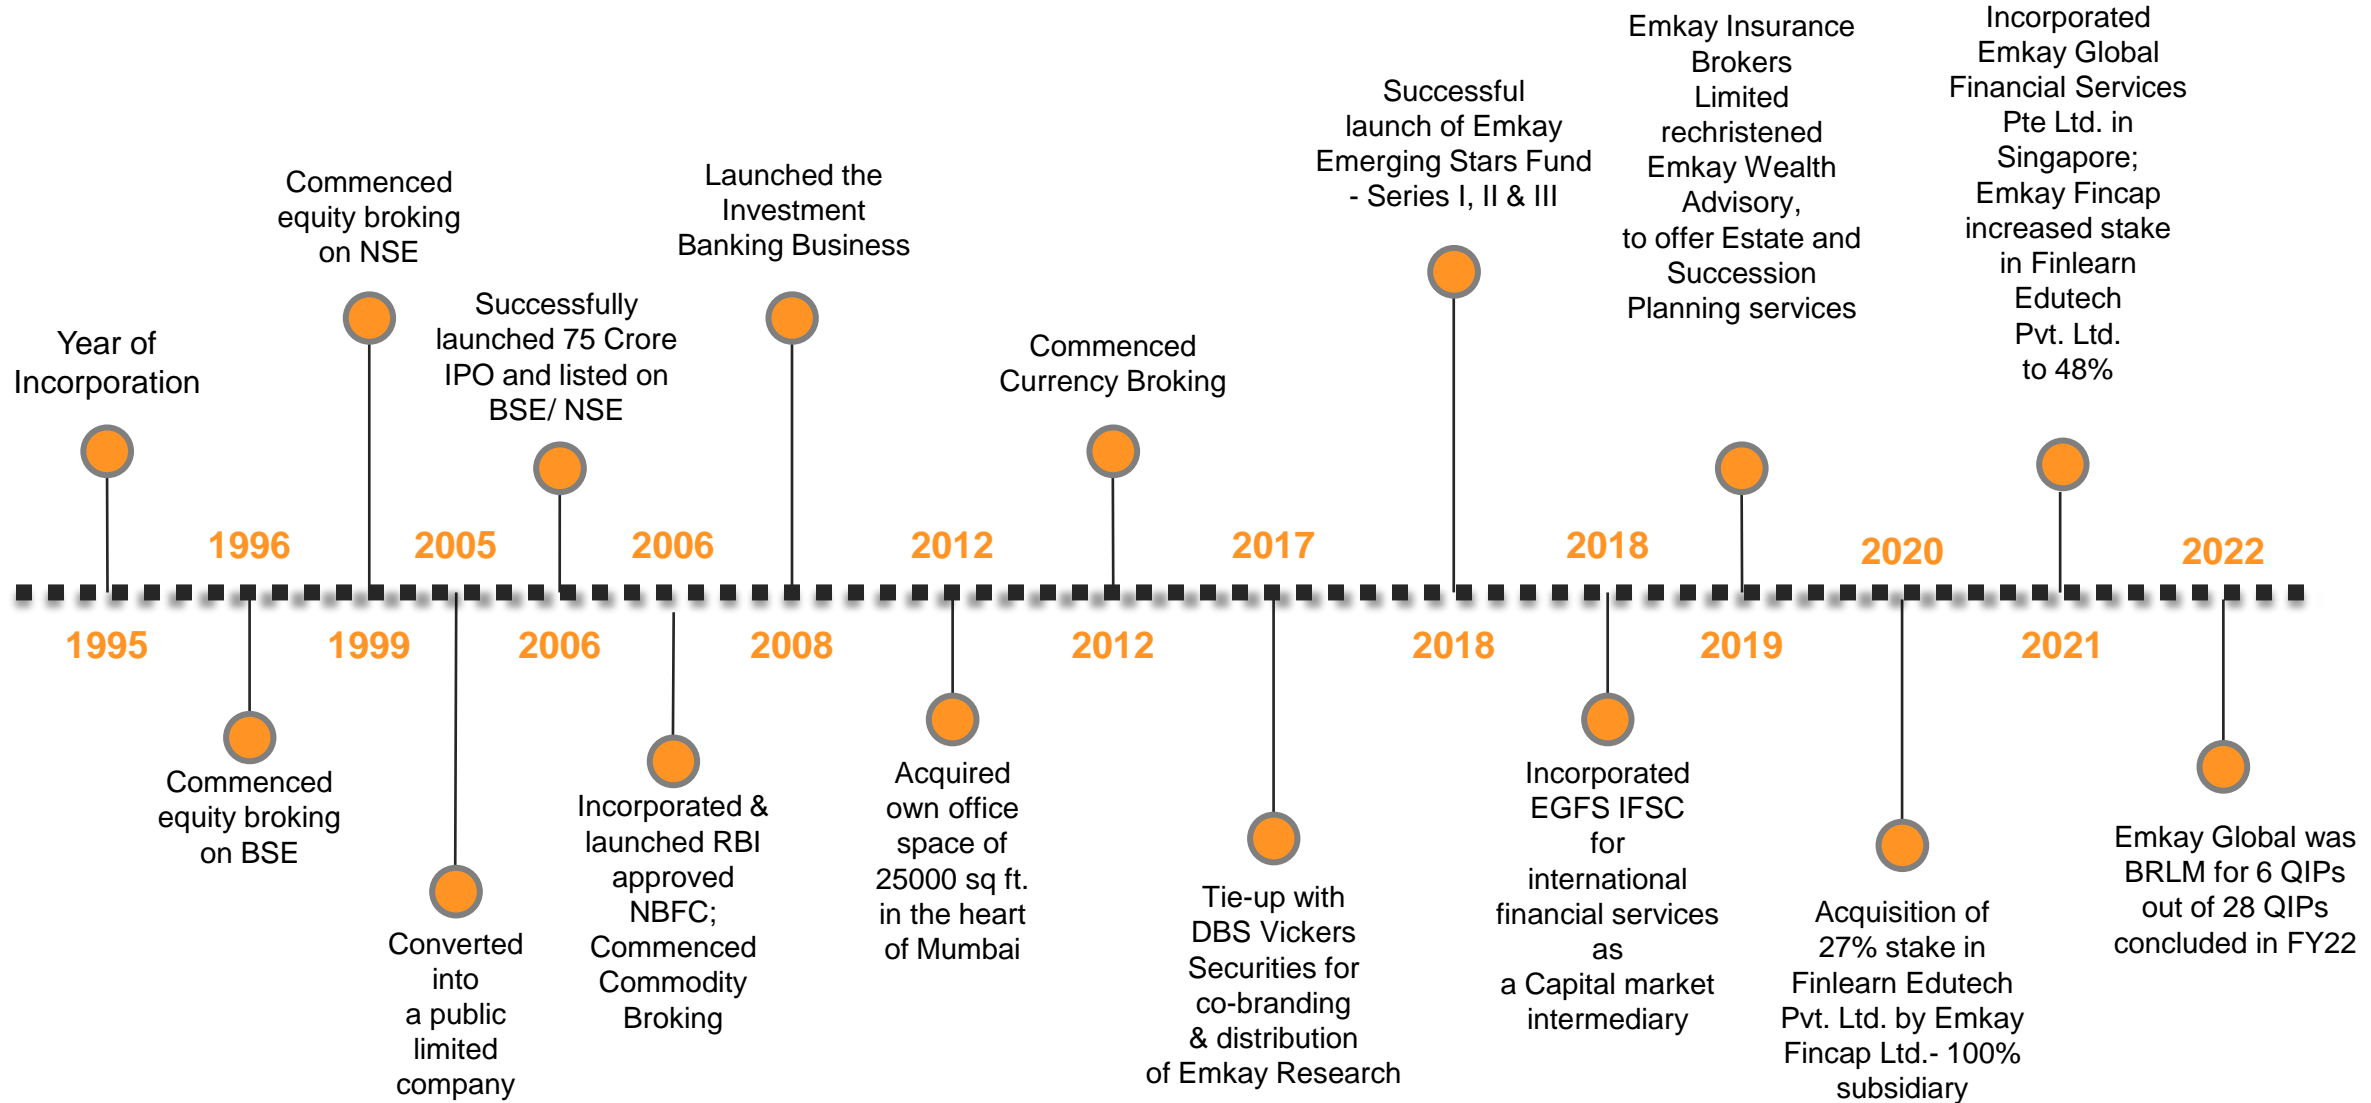 Year of
Incorporation
1995
1996
Commenced
equity broking
on BSE
Commenced
equity broking
on NSE
1999
2005
Converted
into
a public
limited
company
Successfully
launched 75 Crore
IPO and listed on
BSE/ NSE
2006
2006
Incorporated &
launched RBI
approved
NBFC;
Commenced
Commodity
Broking
Launched the
Investment
Banking Business
2008
2012
Acquired
own office
space of
25000 sq ft.
in the heart
of Mumbai
Commenced
Currency Broking
2012
2017
Tie-up with
DBS Vickers
Securities for
co-branding
& distribution
of Emkay Research
Successful
launch of Emkay
Emerging Stars Fund
- Series I, II & III
2018
2018
Incorporated
EGFS IFSC
for
international
financial services
as
a Capital market
intermediary
Emkay Insurance
Brokers
Limited
rechristened
Emkay Wealth
Advisory,
to offer Estate and
Succession
Planning services
2019
2020
Acquisition of
27% stake in
Finlearn Edutech
Pvt. Ltd. by Emkay
Fincap Ltd.- 100%
subsidiary
Incorporated
Emkay Global
Financial Services
Pte Ltd. in
Singapore;
Emkay Fincap
increased stake
in Finlearn
Edutech
Pvt. Ltd.
to 48%
2021
2022
Emkay Global was
BRLM for 6 QIPs
out of 28 QIPs
concluded in FY22